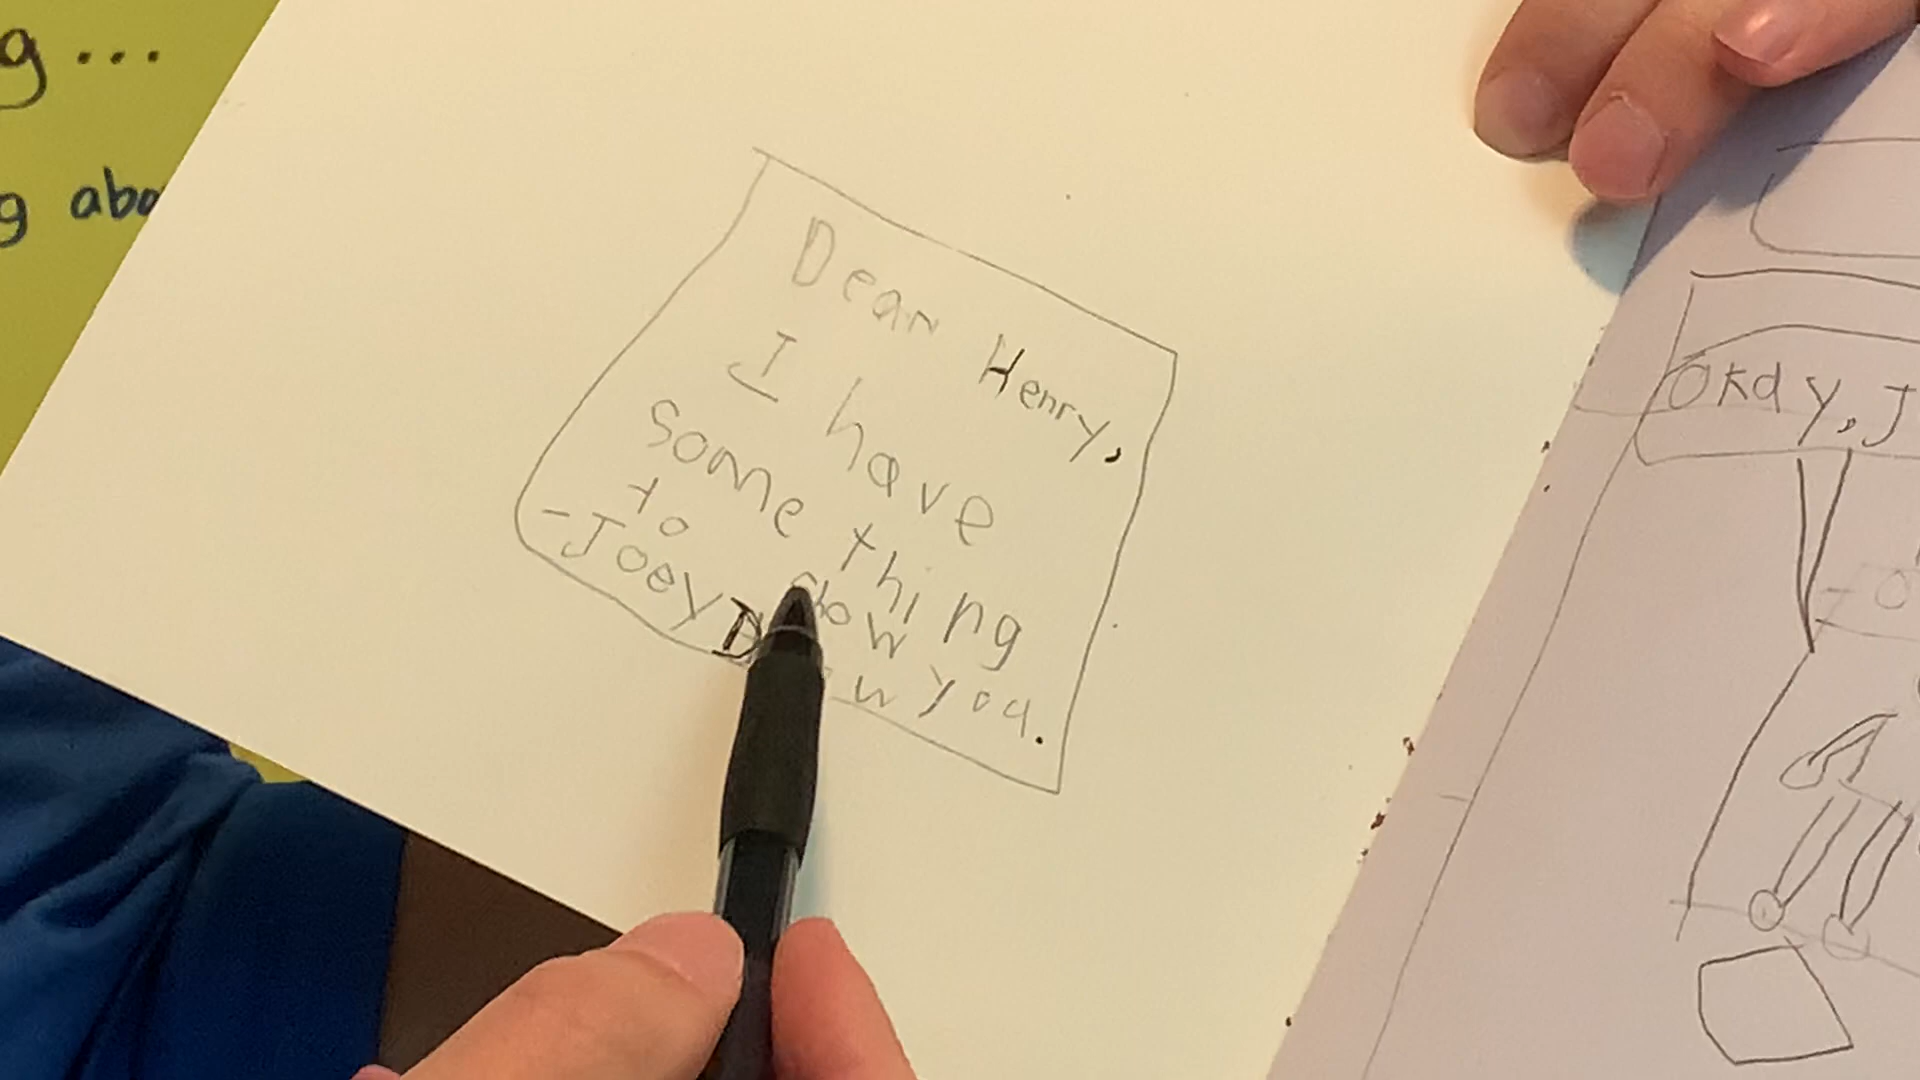 g...
g abo
Dear Henry,
I have
some thing
to show you.
-Joey D
Okay, J